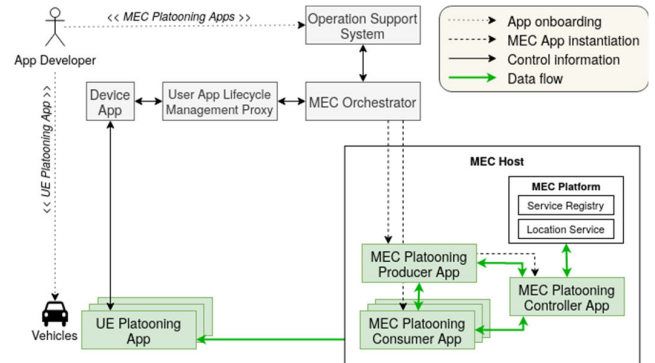 << MEC Platooning Apps >>
App Developer
Operation Support
System
App onboarding
MEC App instantiation
Control information
Data flow
<< UE Platooning App >>
Device
App
User App Lifecycle
Management Proxy
MEC Orchestrator
MEC Host
MEC Platform
Service Registry
Location Service
MEC Platooning
Producer App
MEC Platooning
Controller App
Vehicles
UE Platooning
App
MEC Platooning
Consumer App